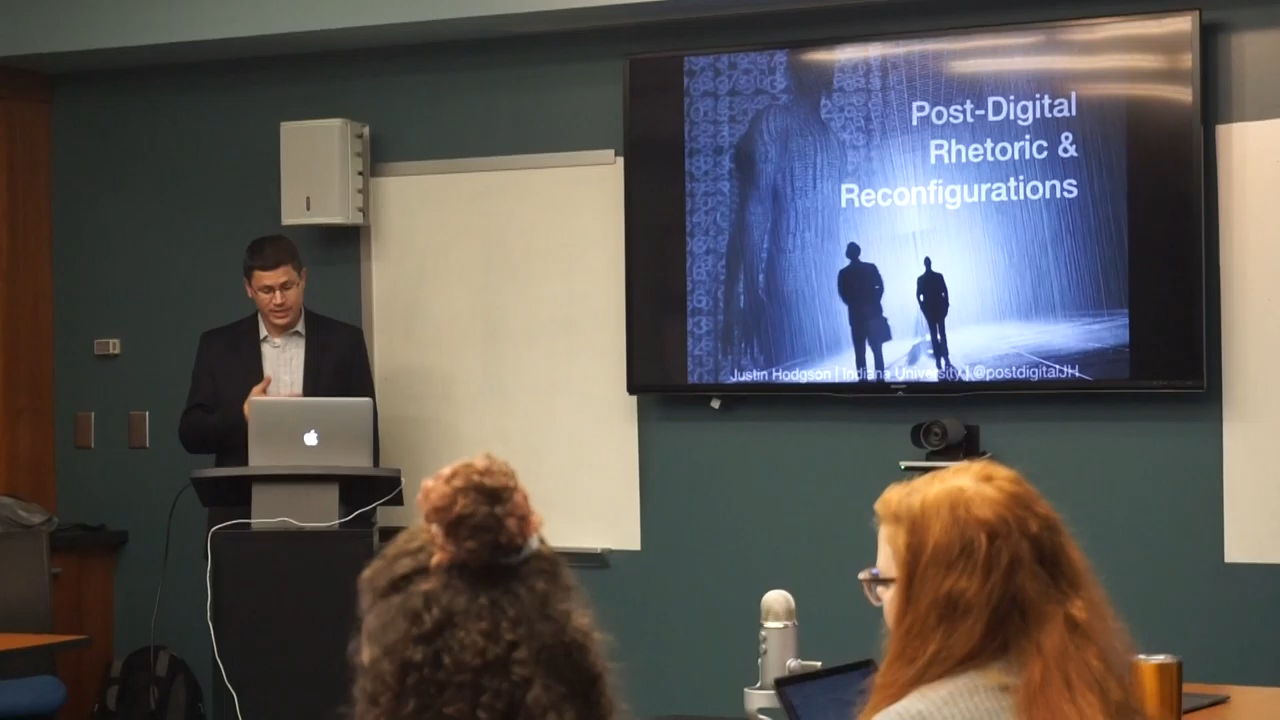 Post-Digital
Rhetoric &
Reconfigurations
Justin Hodgson | Indiana University | @postdigitalJH